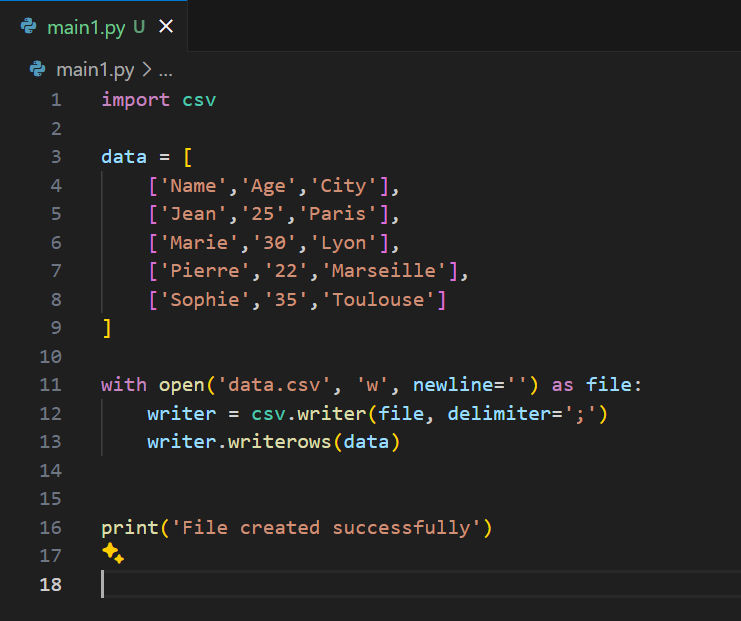 main1.py U ×
main1.py > ...
1 import csv
2
3 data = [
4     ['Name','Age','City'],
5     ['Jean','25','Paris'],
6     ['Marie','30','Lyon'],
7     ['Pierre','22','Marseille'],
8     ['Sophie','35','Toulouse']
9 ]
10
11 with open('data.csv', 'w', newline='') as file:
12     writer = csv.writer(file, delimiter=';')
13     writer.writerows(data)
14
15
16 print('File created successfully')
17
18